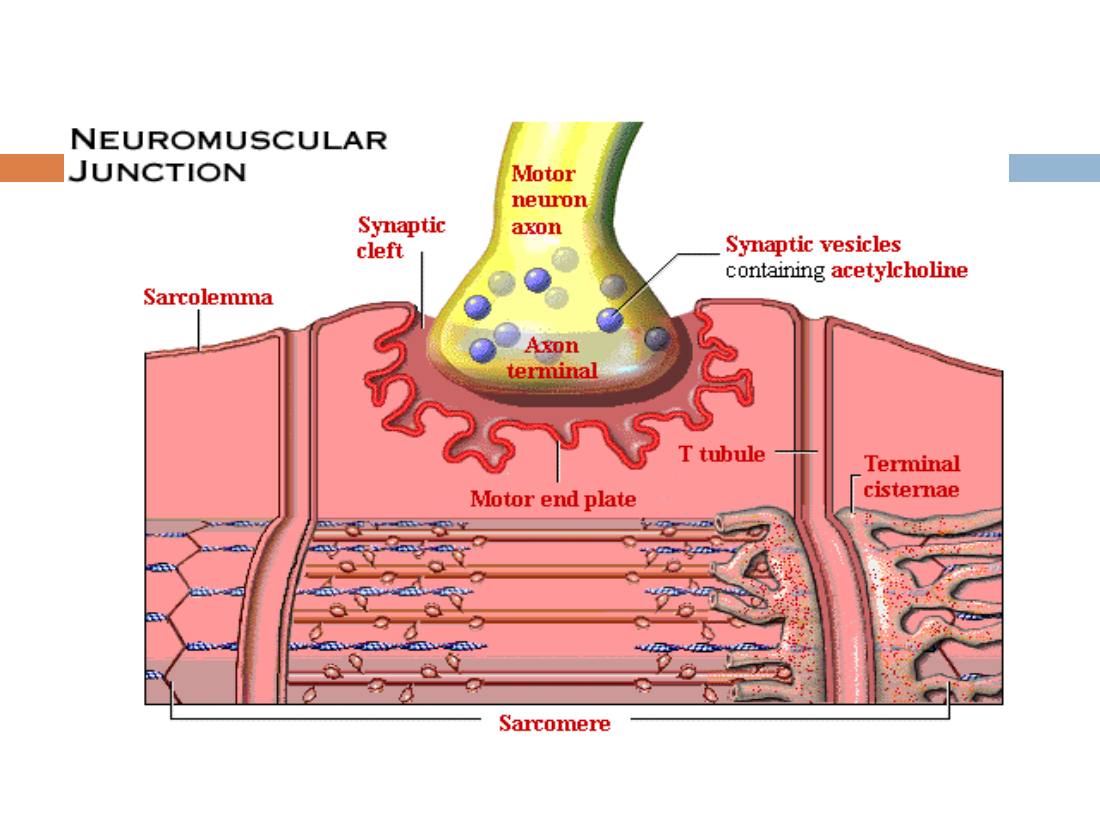 NEUROMUSCULAR
JUNCTION
Motor
neuron
axon
Synaptic
cleft
Synaptic vesicles
containing acetylcholine
Sarcolemma
Axon
terminal
T tubule
Terminal
cisternae
Motor end plate
Sarcomere